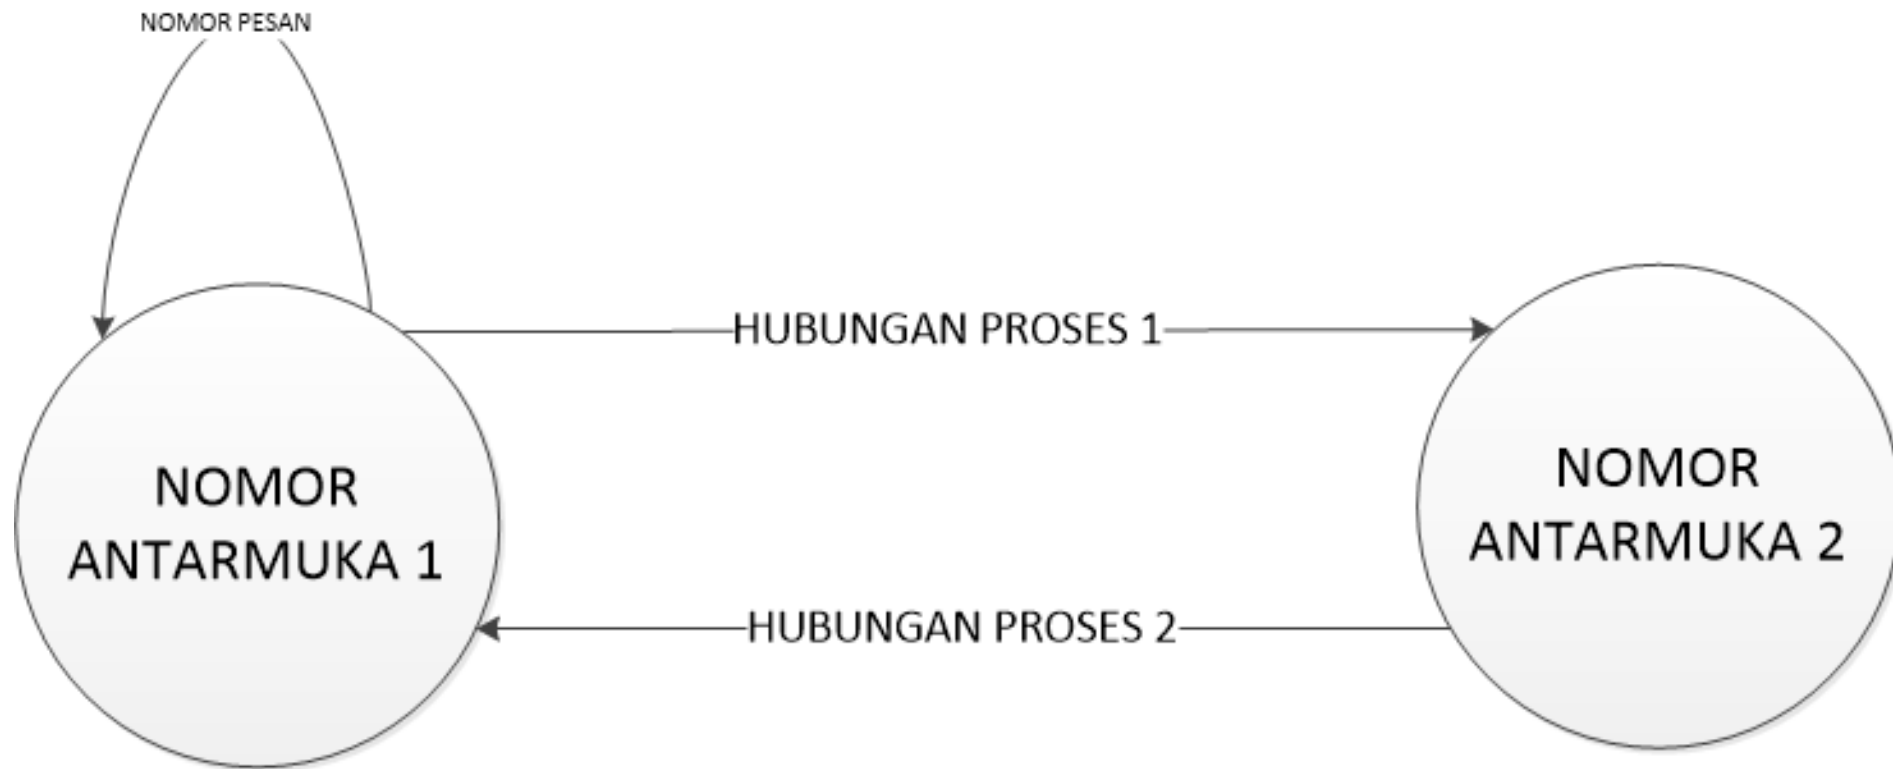 NOMOR PESAN
HUBUNGAN PROSES 1
NOMOR
ANTARMUKA 1
NOMOR
ANTARMUKA 2
HUBUNGAN PROSES 2